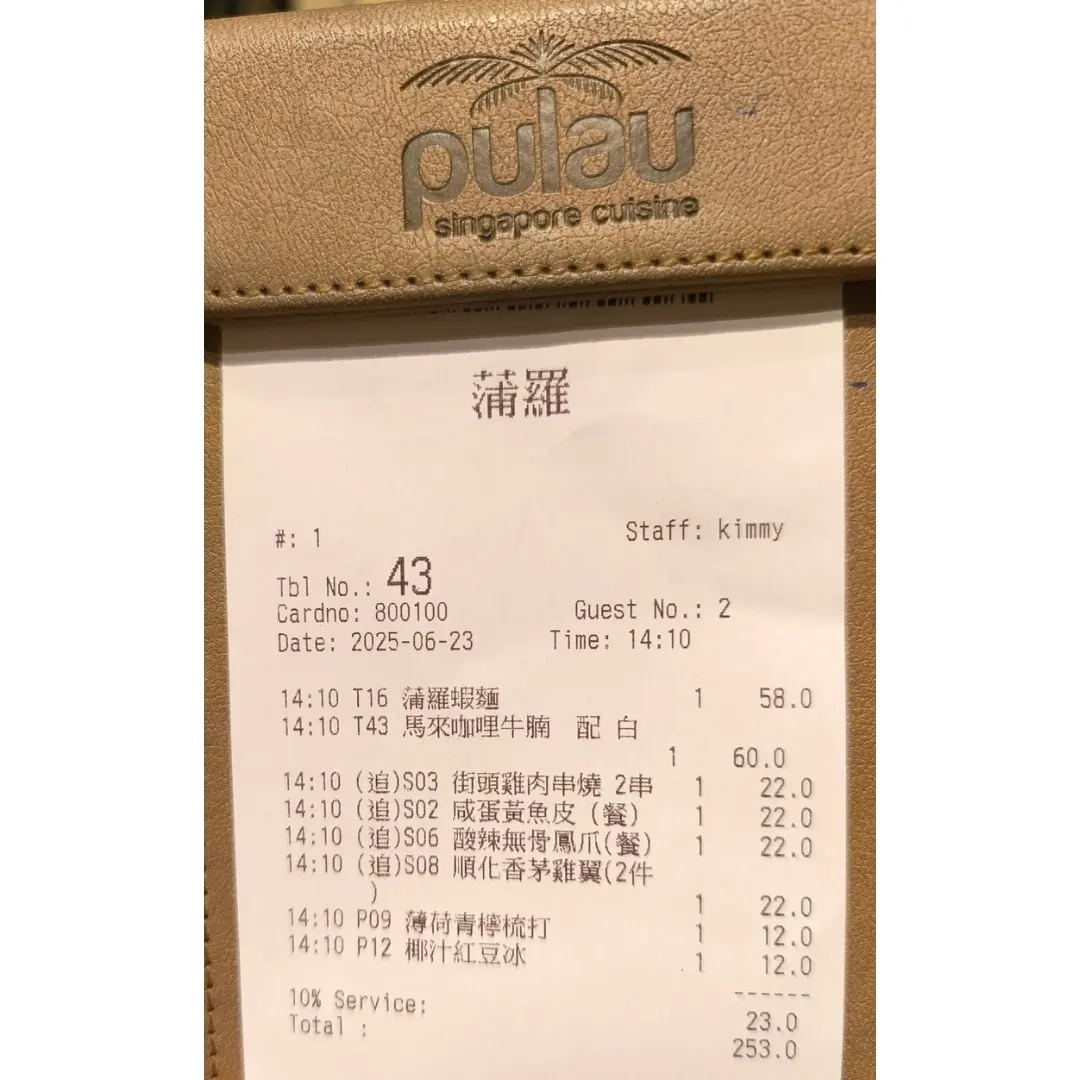 pulau
singapore cuisine
蒲羅
#: 1 Staff: kimmy
Tbl No.: 43
Cardno: 800100 Guest No.: 2
Date: 2025-06-23 Time: 14:10
14:10 T16 蒲羅蝦麵 1 58.0
14:10 T43 馬來咖哩牛腩 配 白
1 60.0
14:10 (追)S03 街頭雞肉串燒 2串 1 22.0
14:10 (追)S02 咸蛋黃魚皮 (餐) 1 22.0
14:10 (追)S06 酸辣無骨鳳爪(餐) 1 22.0
14:10 (追)S08 順化香茅雞翼(2件
) 1 22.0
14:10 P09 薄荷青檸梳打 1 12.0
14:10 P12 椰汁紅豆冰 1 12.0
------
10% Service: 23.0
Total : 253.0